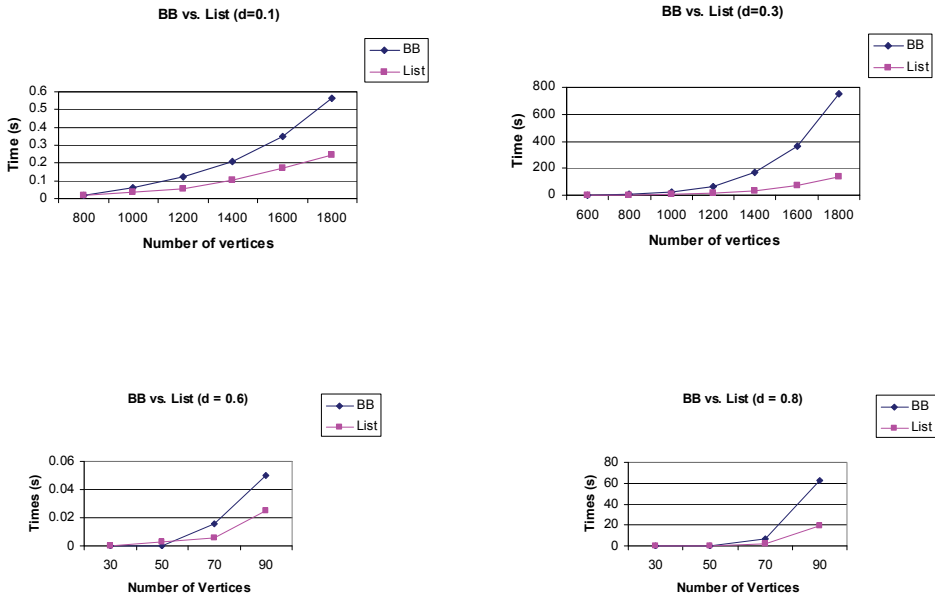 BB vs. List (d=0.1)
BB
List
Time (s)
0.6
0.5
0.4
0.3
0.2
0.1
0
800 1000 1200 1400 1600 1800
Number of vertices
BB vs. List (d=0.3)
BB
List
Time (s)
800
600
400
200
0
600 800 1000 1200 1400 1600 1800
Number of vertices
BB vs. List (d = 0.6)
BB
List
Times (s)
0.06
0.04
0.02
0
30 50 70 90
Number of Vertices
BB vs. List (d = 0.8)
BB
List
Times (s)
80
60
40
20
0
30 50 70 90
Number of Vertices